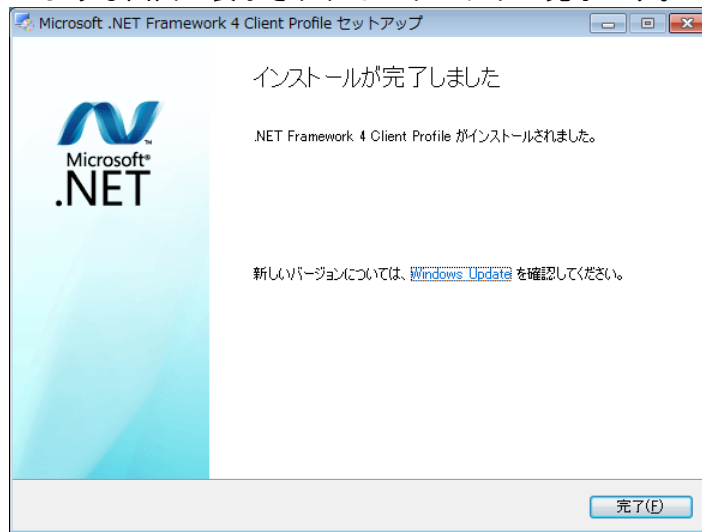 Microsoft .NET Framework 4 Client Profile セットアップ
インストールが完了しました
.NET Framework 4 Client Profile がインストールされました。
Microsoft®
.NET
新しいバージョンについては、Windows Update を確認してください。
完了(F)